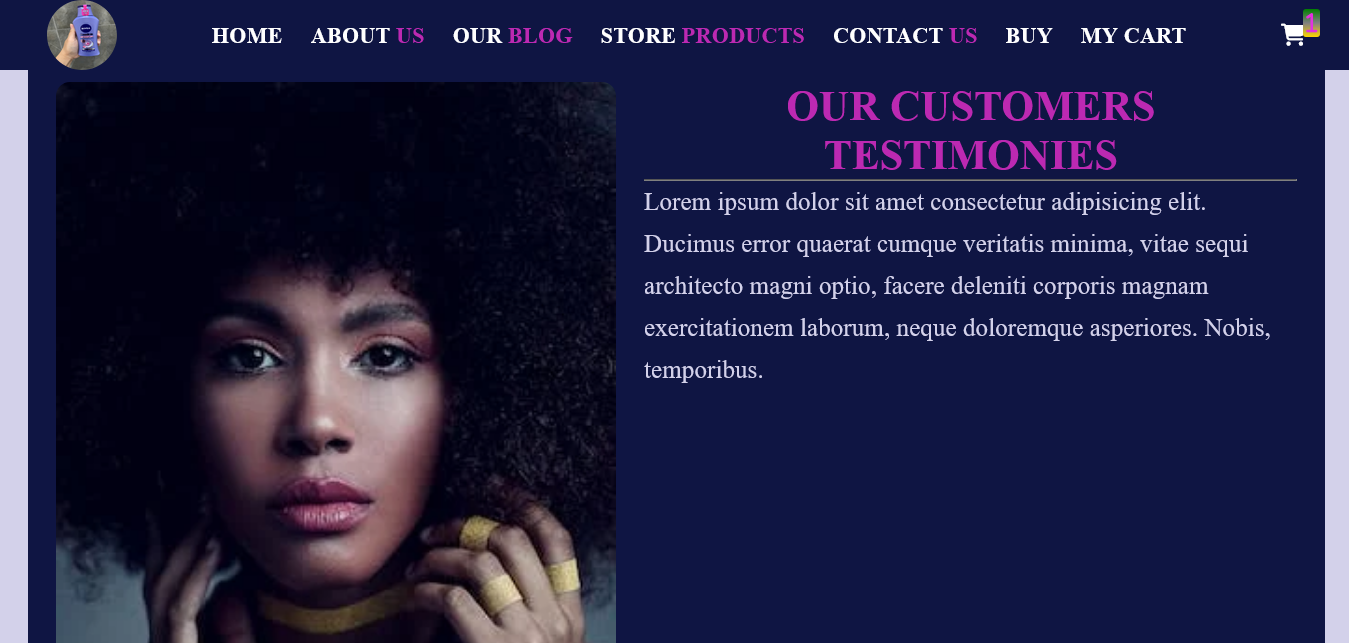 HOME ABOUT US OUR BLOG STORE PRODUCTS CONTACT US BUY MY CART 1
OUR CUSTOMERS
TESTIMONIES
Lorem ipsum dolor sit amet consectetur adipisicing elit.
Ducimus error quaerat cumque veritatis minima, vitae sequi
architecto magni optio, facere deleniti corporis magnam
exercitationem laborum, neque doloremque asperiores. Nobis,
temporibus.